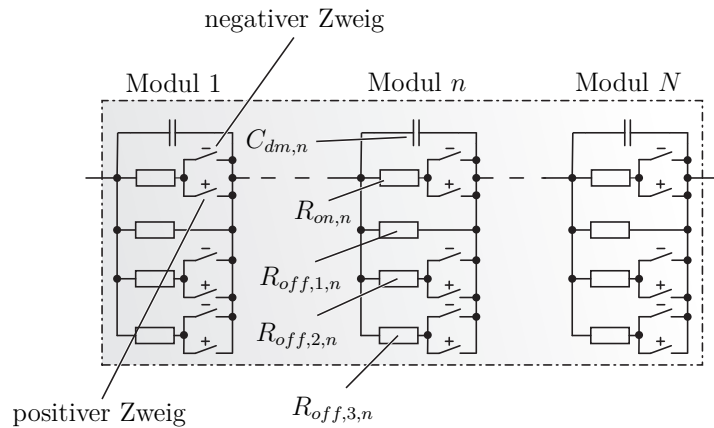 negativer Zweig
Modul 1 Modul n Modul N
C_{dm,n}
− − −
+ + +
R_{on,n}
R_{off,1,n}
− − −
+ + +
R_{off,2,n}
− − −
+ + +
R_{off,3,n}
positiver Zweig